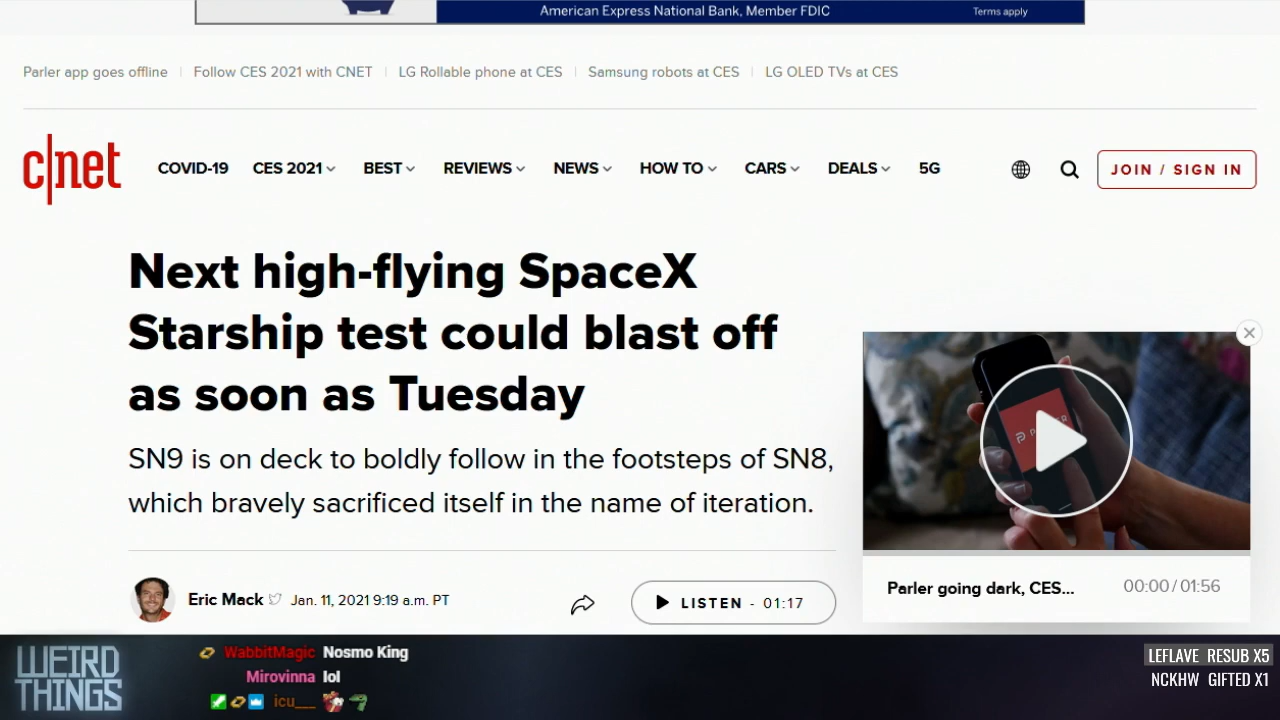 American Express National Bank, Member FDIC
Terms apply
Parler app goes offline
Follow CES 2021 with CNET
LG Rollable phone at CES
Samsung robots at CES
LG OLED TVs at CES
c|net
COVID-19
CES 2021
BEST
REVIEWS
NEWS
HOW TO
CARS
DEALS
5G
JOIN / SIGN IN
Next high-flying SpaceX
Starship test could blast off
as soon as Tuesday
SN9 is on deck to boldly follow in the footsteps of SN8,
which bravely sacrificed itself in the name of iteration.
Eric Mack
Jan. 11, 2021 9:19 a.m. PT
LISTEN - 01:17
Parler going dark, CES...
00:00 / 01:56
WEIRD
THINGS
WabbitMagic Nosmo King
Mirovinna lol
icu___
LEFLAVE RESUB X5
NCKHW GIFTED X1